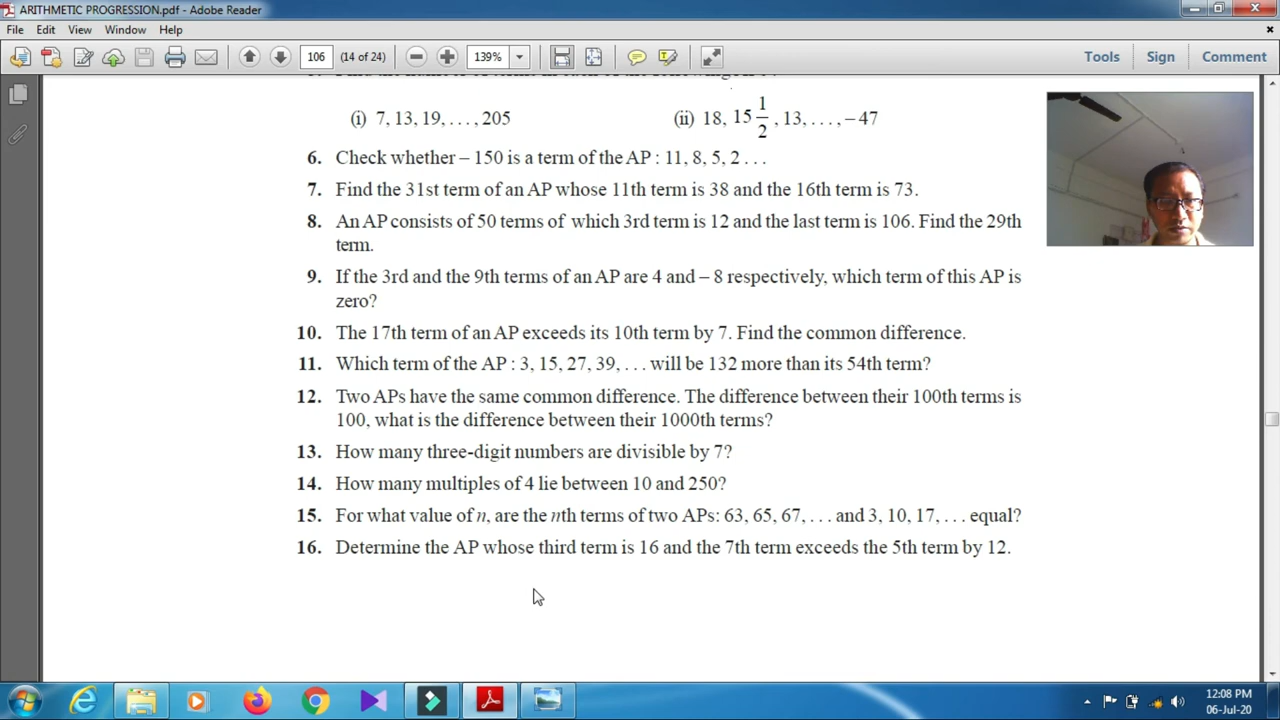 ARITHMETIC PROGRESSION.pdf - Adobe Reader
File Edit View Window Help
106 (14 of 24) 139% Tools Sign Comment
(i) 7, 13, 19, . . . , 205 (ii) 18, 15 1/2 , 13, . . . , – 47
6. Check whether – 150 is a term of the AP : 11, 8, 5, 2 . . .
7. Find the 31st term of an AP whose 11th term is 38 and the 16th term is 73.
8. An AP consists of 50 terms of which 3rd term is 12 and the last term is 106. Find the 29th
term.
9. If the 3rd and the 9th terms of an AP are 4 and – 8 respectively, which term of this AP is
zero?
10. The 17th term of an AP exceeds its 10th term by 7. Find the common difference.
11. Which term of the AP : 3, 15, 27, 39, . . . will be 132 more than its 54th term?
12. Two APs have the same common difference. The difference between their 100th terms is
100, what is the difference between their 1000th terms?
13. How many three-digit numbers are divisible by 7?
14. How many multiples of 4 lie between 10 and 250?
15. For what value of n, are the nth terms of two APs: 63, 65, 67, . . . and 3, 10, 17, . . . equal?
16. Determine the AP whose third term is 16 and the 7th term exceeds the 5th term by 12.
12:08 PM
06-Jul-20